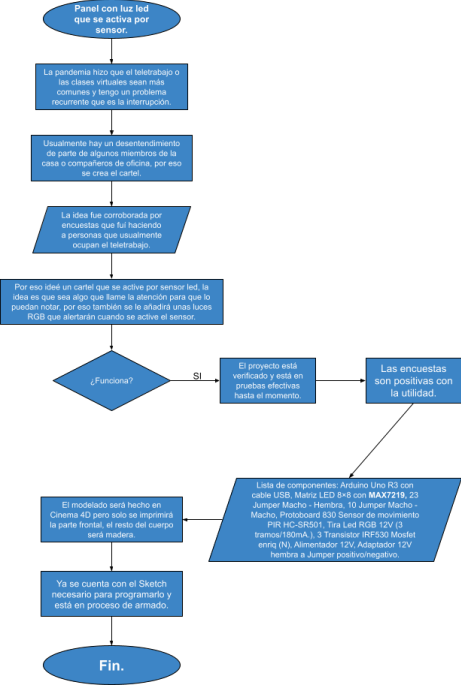 Panel con luz led
que se activa por
sensor.
La pandemia hizo que el teletrabajo o
las clases virtuales sean más
comunes y tengo un problema
recurrente que es la interrupción.
Usualmente hay un desentendimiento
de parte de algunos miembros de la
casa o compañeros de oficina, por eso
se crea el cartel.
La idea fue corroborada por
encuestas que fuí haciendo
a personas que usualmente
ocupan el teletrabajo.
Por eso ideé un cartel que se active por sensor led, la
idea es que sea algo que llame la atención para que lo
puedan notar, por eso también se le añadirá unas luces
RGB que alertarán cuando se active el sensor.
¿Funciona?
SI
El proyecto está
verificado y está en
pruebas efectivas
hasta el momento.
Las encuestas
son positivas con
la utilidad.
Lista de componentes: Arduino Uno R3 con
cable USB, Matriz LED 8×8 con MAX7219, 23
Jumper Macho - Hembra, 10 Jumper Macho -
Macho, Protoboard 830 Sensor de movimiento
PIR HC-SR501, Tira Led RGB 12V (3
tramos/180mA.), 3 Transistor IRF530 Mosfet
enriq (N), Alimentador 12V, Adaptador 12V
hembra a Jumper positivo/negativo.
El modelado será hecho en
Cinema 4D pero solo se imprimirá
la parte frontal, el resto del cuerpo
será madera.
Ya se cuenta con el Sketch
necesario para programarlo y
está en proceso de armado.
Fin.